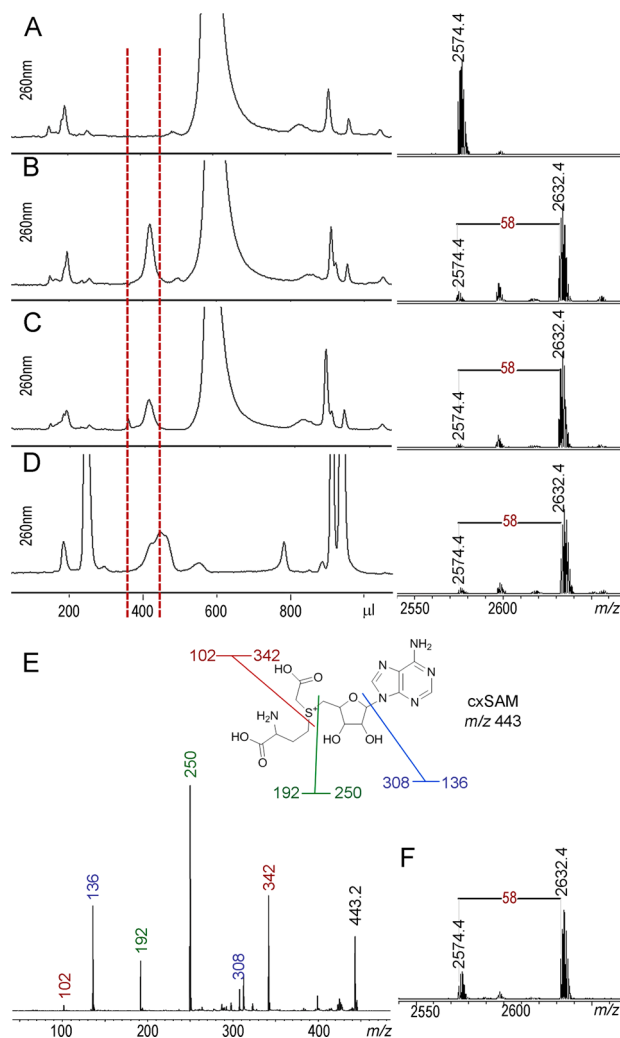 A
260nm
2574.4
B
260nm
58
2574.4
2632.4
C
260nm
58
2574.4
2632.4
D
260nm
58
2574.4
2632.4
200 400 600 800 µl
2550 2600 m/z
E
102 342
HO
O
NH2
N
N
N
N
O
S+
H2N
HO
O
HO OH
cxSAM
m/z 443
192 250
308 136
250
136
192
342
443.2
308
102
100 200 300 400 m/z
F
58
2574.4
2632.4
2550 2600 m/z